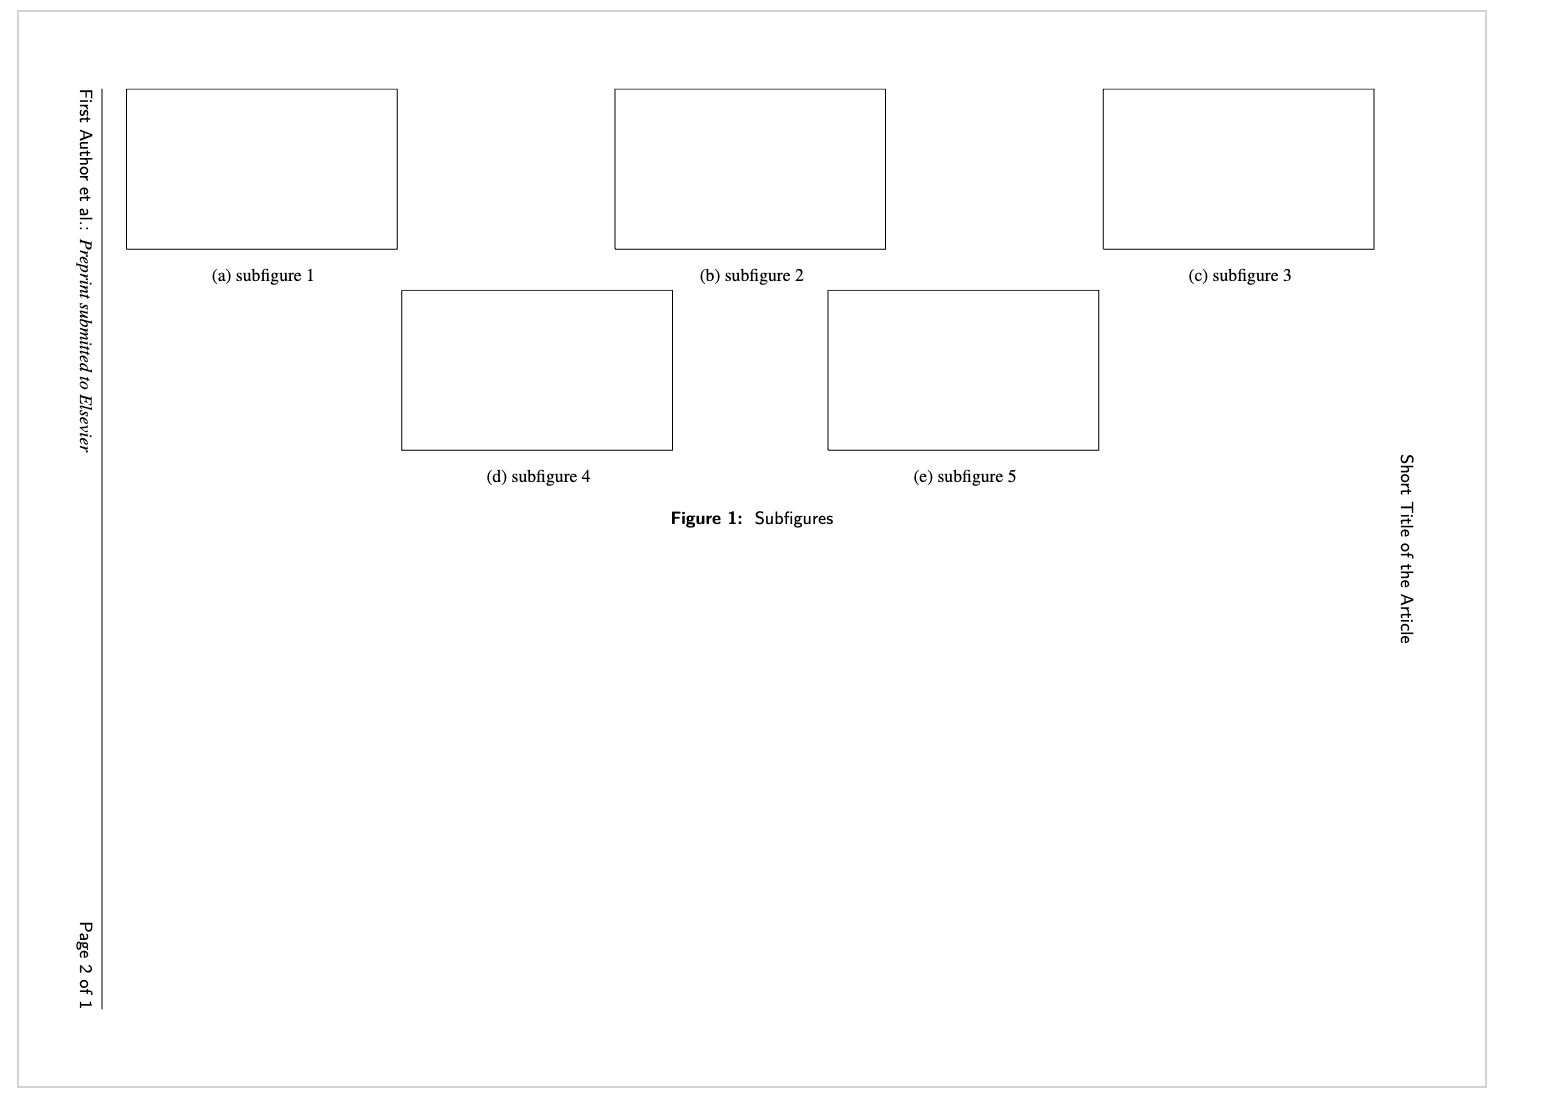 Short Title of the Article
(a) subfigure 1
(b) subfigure 2
(c) subfigure 3
(d) subfigure 4
(e) subfigure 5
Figure 1: Subfigures
First Author et al.: Preprint submitted to Elsevier
Page 2 of 1